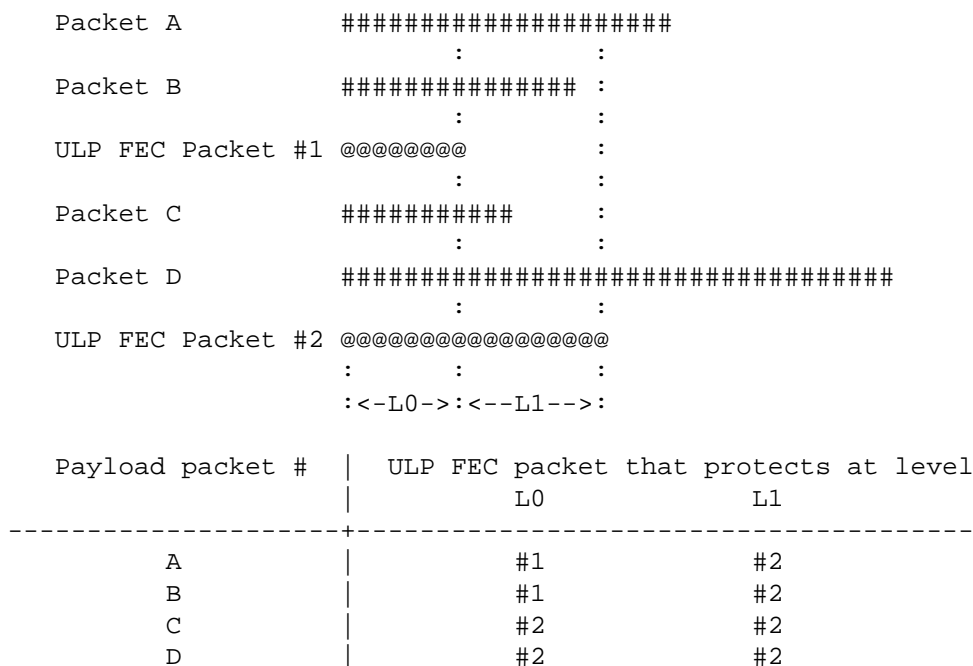 Packet A          #####################
                         :        :
Packet B          ############### :
                         :        :
ULP FEC Packet #1 @@@@@@@@        :
                         :        :
Packet C          ###########     :
                         :        :
Packet D          ###################################
                         :        :
ULP FEC Packet #2 @@@@@@@@@@@@@@@@@
                  :      :        :
                  :<-L0->:<--L1-->:
Payload packet #  |  ULP FEC packet that protects at level
                  |          L0             L1
---------------------+---------------------------------------
       A          |          #1             #2
       B          |          #1             #2
       C          |          #2             #2
       D          |          #2             #2